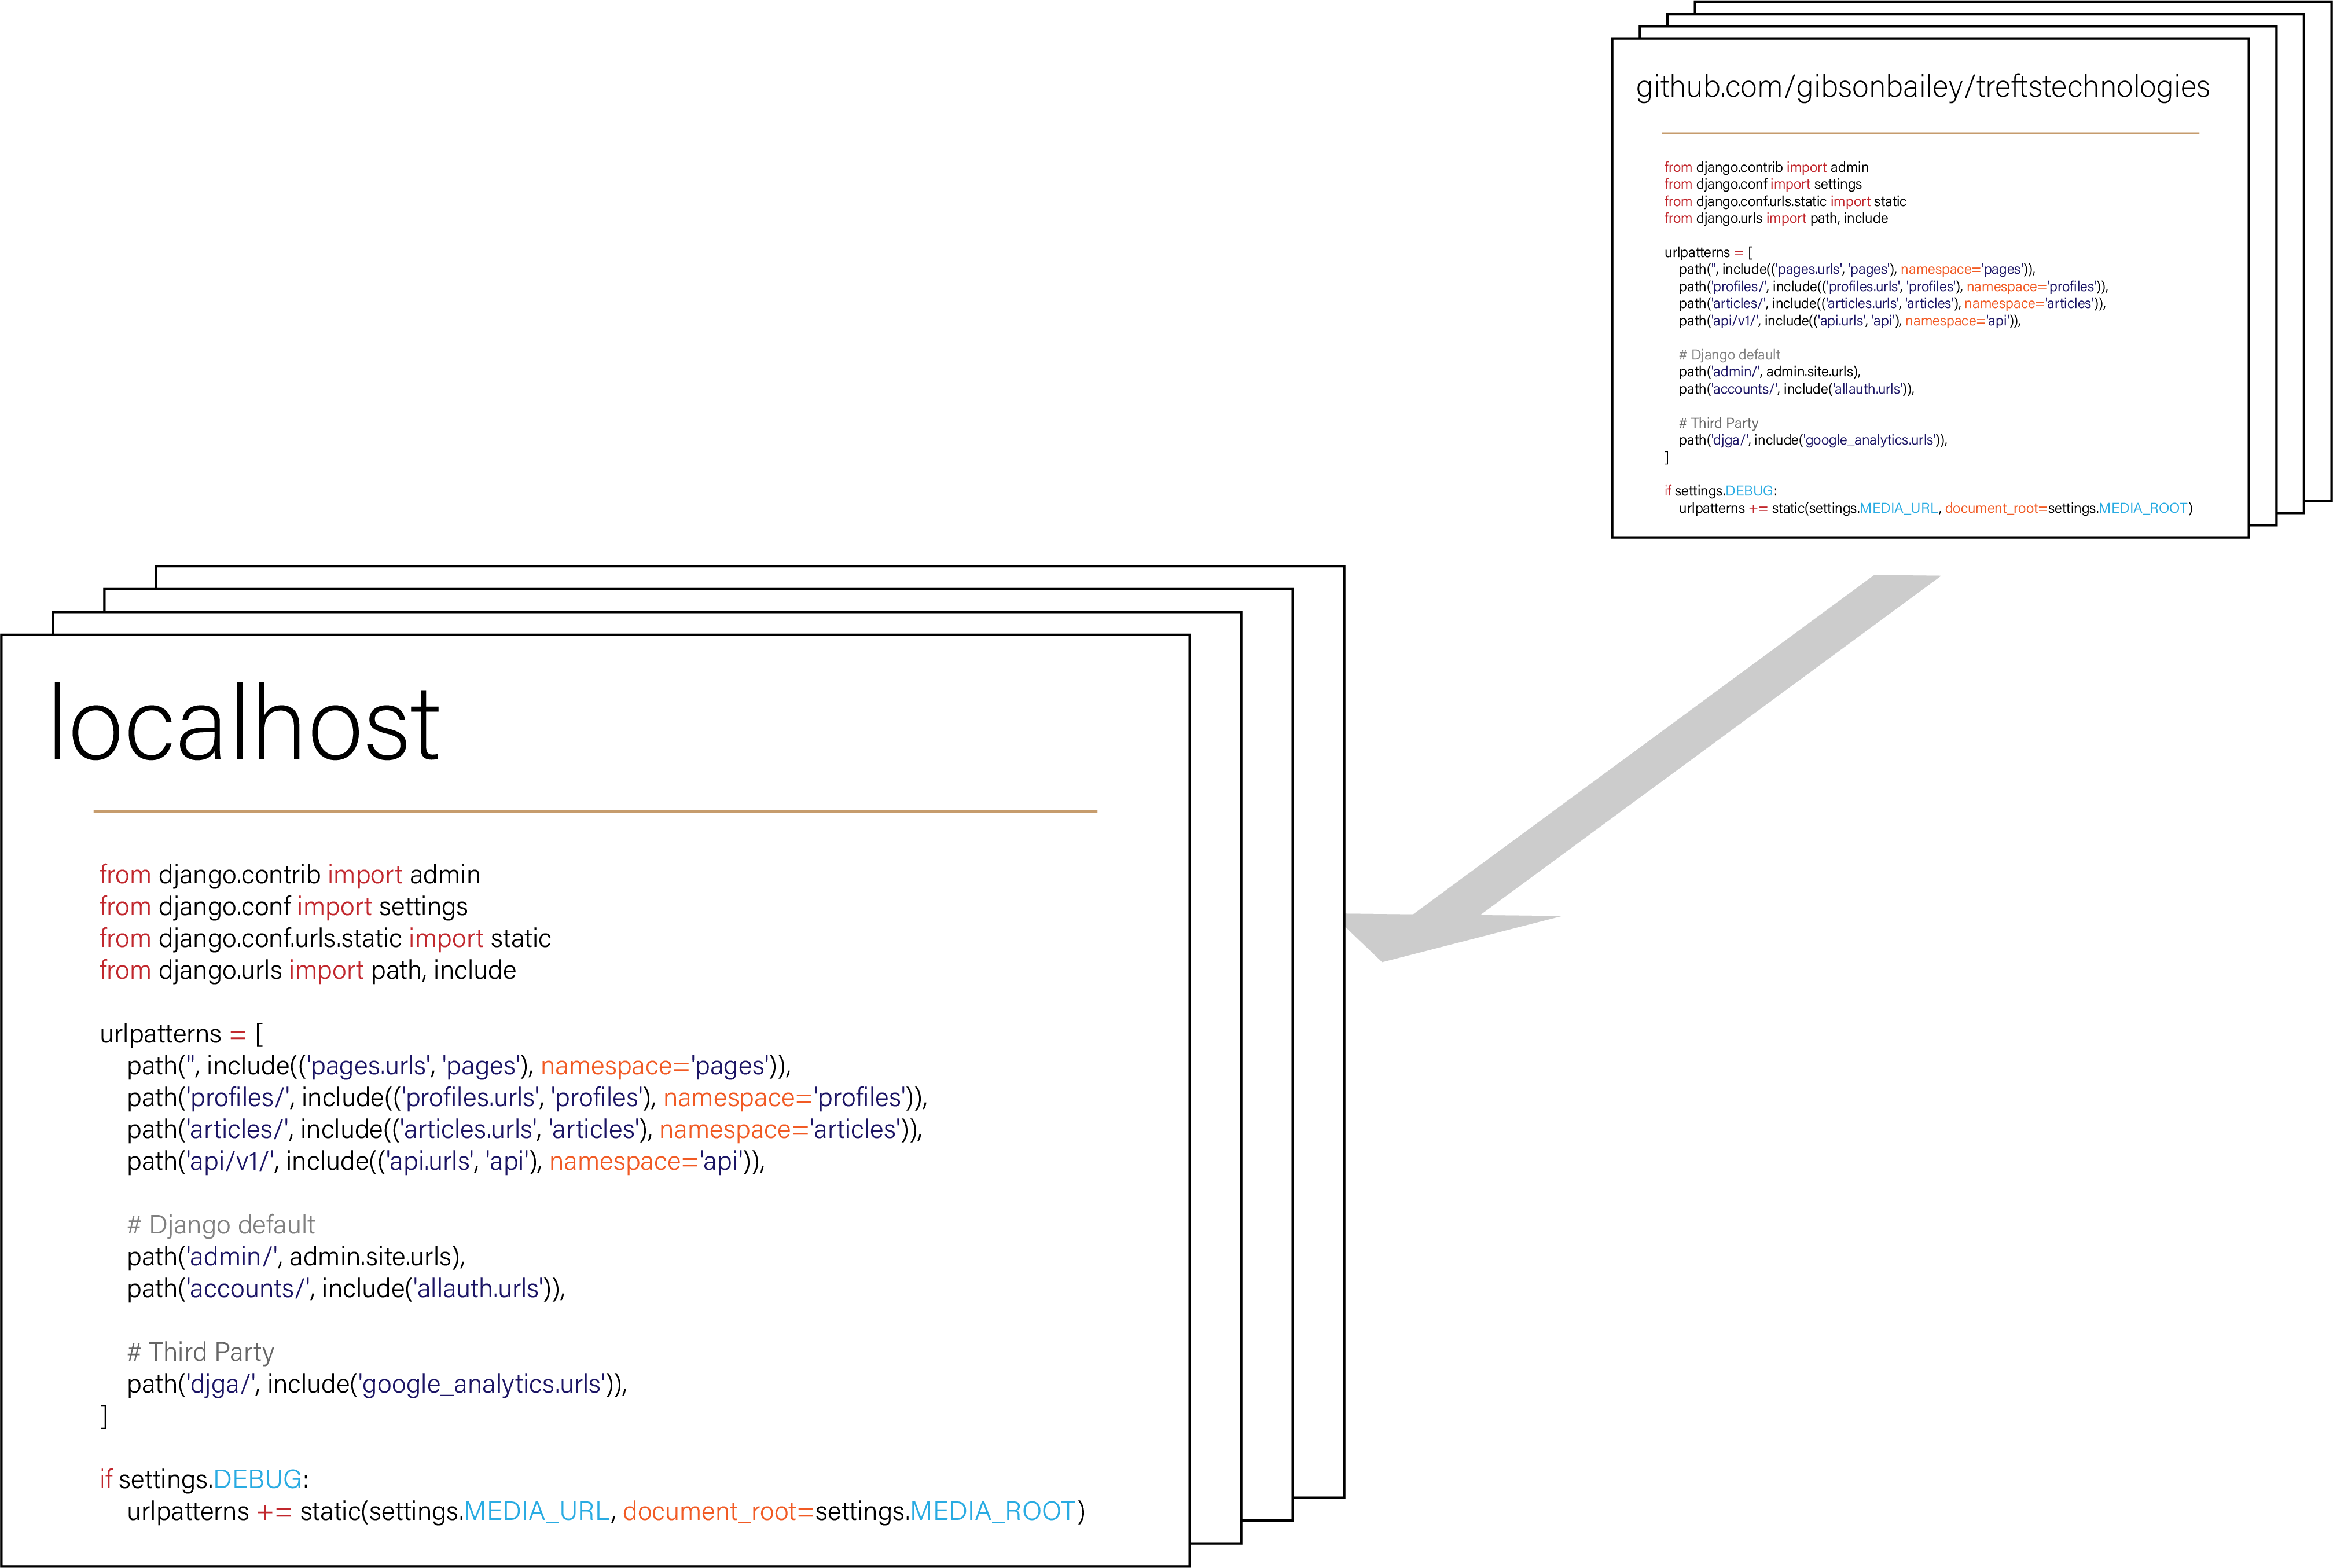 github.com/gibsonbailey/treftstechnologies
from django.contrib import admin
from django.conf import settings
from django.conf.urls.static import static
from django.urls import path, include
urlpatterns = [
path('', include(('pages.urls', 'pages'), namespace='pages')),
path('profiles/', include(('profiles.urls', 'profiles'), namespace='profiles')),
path('articles/', include(('articles.urls', 'articles'), namespace='articles')),
path('api/v1/', include(('api.urls', 'api'), namespace='api')),
# Django default
path('admin/', admin.site.urls),
path('accounts/', include('allauth.urls')),
# Third Party
path('djga/', include('google_analytics.urls')),
]
if settings.DEBUG:
urlpatterns += static(settings.MEDIA_URL, document_root=settings.MEDIA_ROOT)
localhost
from django.contrib import admin
from django.conf import settings
from django.conf.urls.static import static
from django.urls import path, include
urlpatterns = [
path('', include(('pages.urls', 'pages'), namespace='pages')),
path('profiles/', include(('profiles.urls', 'profiles'), namespace='profiles')),
path('articles/', include(('articles.urls', 'articles'), namespace='articles')),
path('api/v1/', include(('api.urls', 'api'), namespace='api')),
# Django default
path('admin/', admin.site.urls),
path('accounts/', include('allauth.urls')),
# Third Party
path('djga/', include('google_analytics.urls')),
]
if settings.DEBUG:
urlpatterns += static(settings.MEDIA_URL, document_root=settings.MEDIA_ROOT)